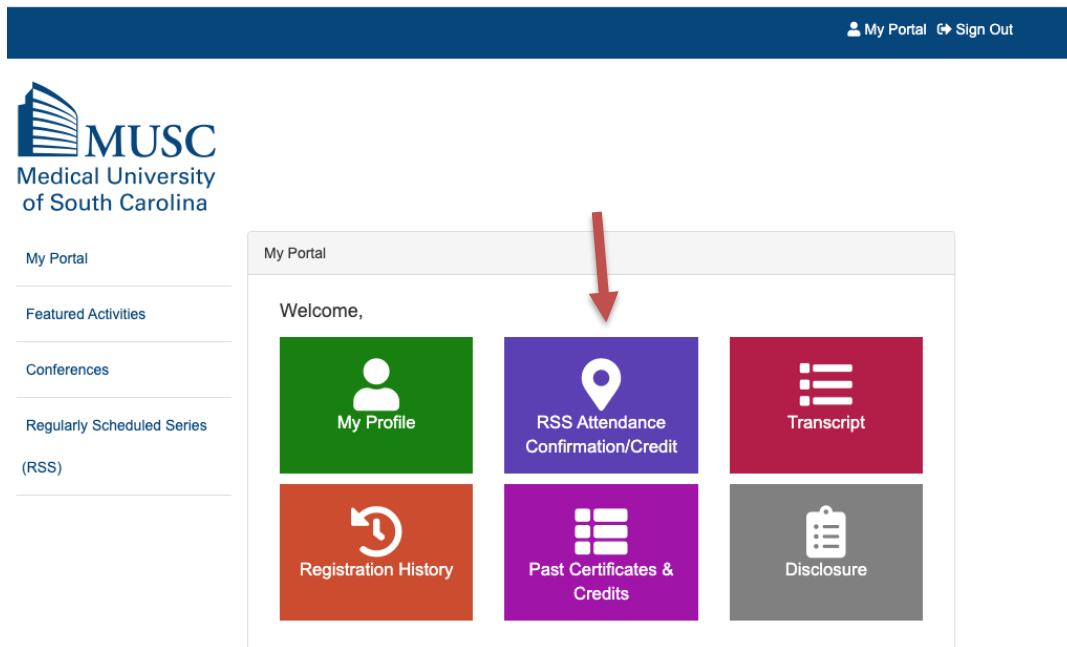 My Portal Sign Out
MUSC
Medical University
of South Carolina
My Portal
Featured Activities
Conferences
Regularly Scheduled Series
(RSS)
My Portal
Welcome,
My Profile
RSS Attendance
Confirmation/Credit
Transcript
Registration History
Past Certificates &
Credits
Disclosure